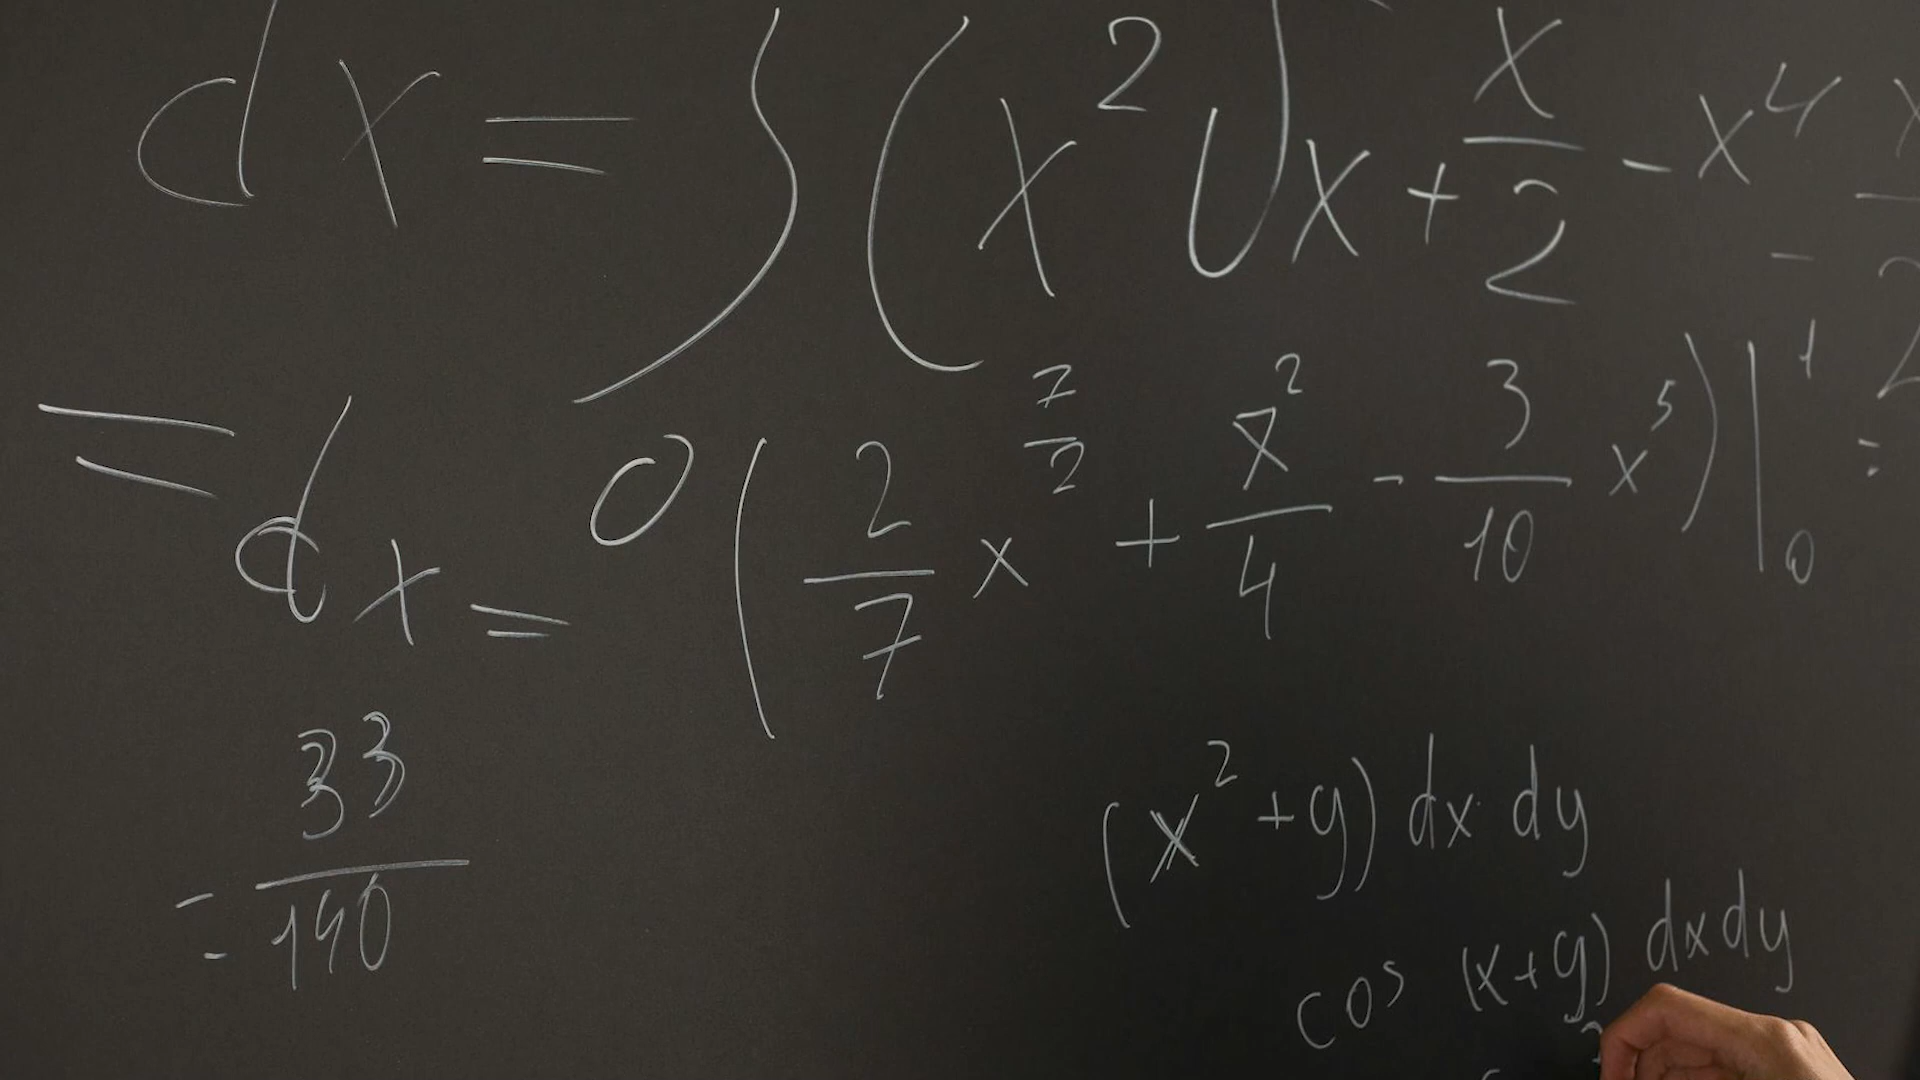 dx = ∫ (x² √x + x/2 - x⁴ -
= dx = 0 ( 2/7 x^(7/2) + x²/4 - 3/10 x⁵ ) |₀¹ =
= 33/140
(x² + y) dx dy
cos (x+y) dx dy